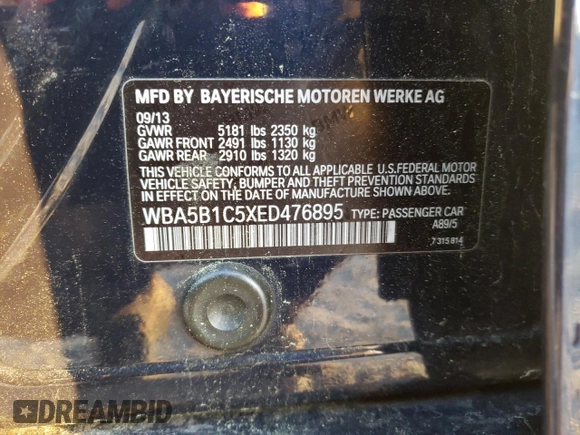 MFD BY BAYERISCHE MOTOREN WERKE AG
09/13
GVWR 5181 lbs 2350 kg
GAWR FRONT 2491 lbs 1130 kg
GAWR REAR 2910 lbs 1320 kg
THIS VEHICLE CONFORMS TO ALL APPLICABLE U.S.FEDERAL MOTOR
VEHICLE SAFETY, BUMPER AND THEFT PREVENTION STANDARDS IN
EFFECT ON THE DATE OF MANUFACTURE SHOWN ABOVE.
WBA5B1C5XED476895 TYPE: PASSENGER CAR
A89/5
7 315 814
DREAMBID